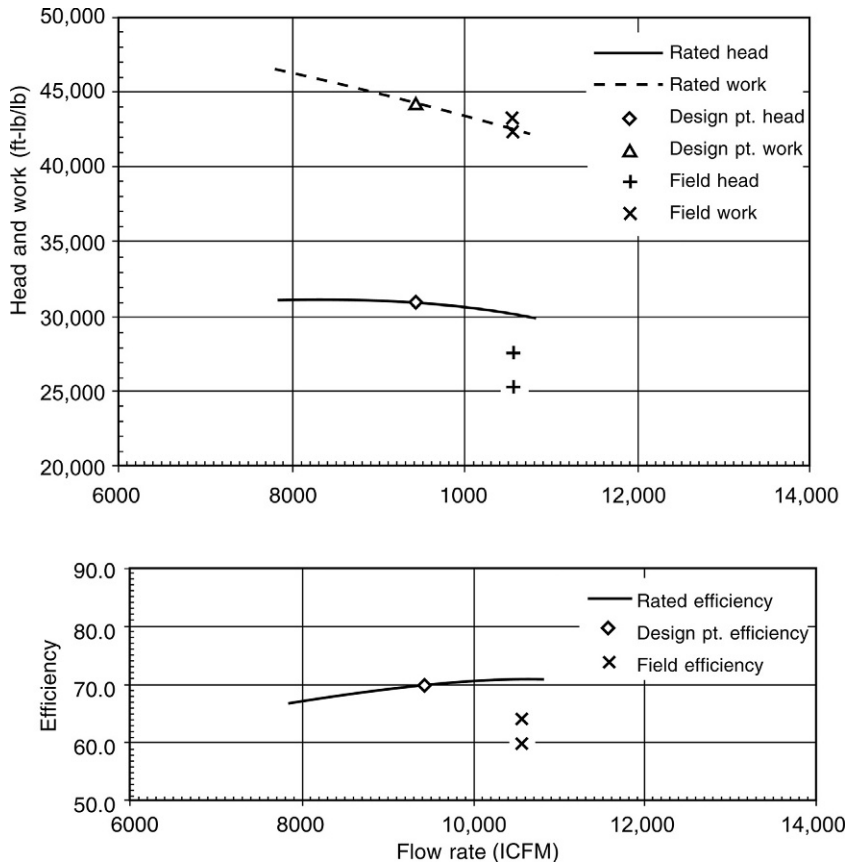 50,000
45,000
40,000
35,000
30,000
25,000
20,000
Head and work (ft-lb/lb)
Rated head
Rated work
Design pt. head
Design pt. work
Field head
Field work
6000 8000 1000 12,000 14,000
90.0
80.0
70.0
60.0
50.0
Efficiency
Rated efficiency
Design pt. efficiency
Field efficiency
6000 8000 10,000 12,000 14,000
Flow rate (ICFM)